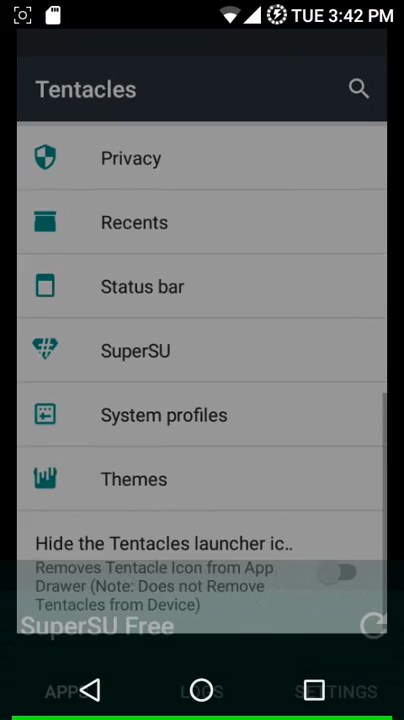 TUE 3:42 PM
Tentacles
Privacy
Recents
Status bar
SuperSU
System profiles
Themes
Hide the Tentacles launcher ic..
Removes Tentacle Icon from App
Drawer (Note: Does not Remove
Tentacles from Device)
SuperSU Free
APPS LOGS SETTINGS